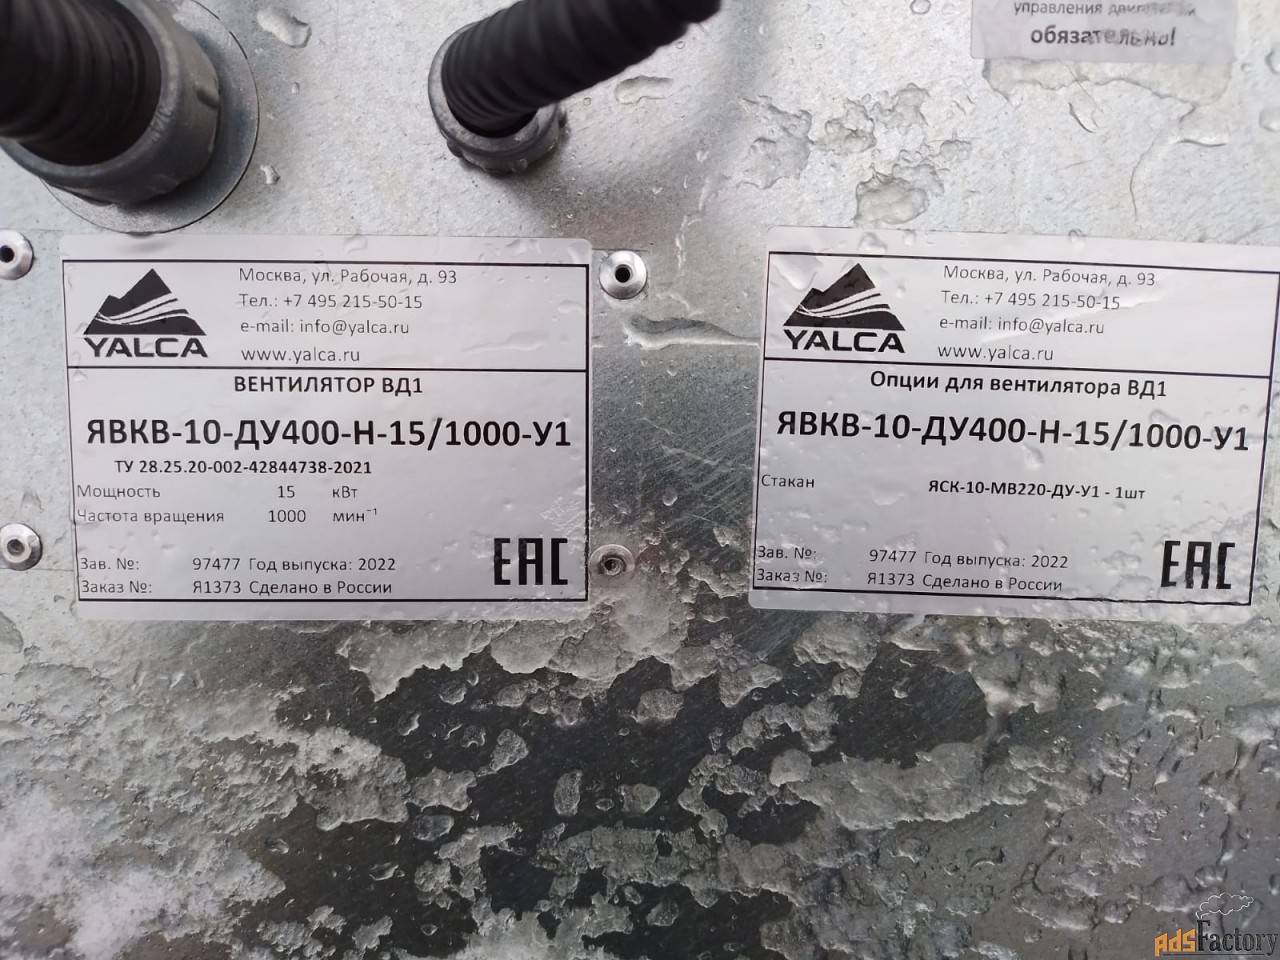 управления двигателем
обязательно!
YALCA
Москва, ул. Рабочая, д. 93
Тел.: +7 495 215-50-15
e-mail: info@yalca.ru
www.yalca.ru
ВЕНТИЛЯТОР ВД1
ЯВКВ-10-ДУ400-Н-15/1000-У1
ТУ 28.25.20-002-42844738-2021
Мощность 15 кВт
Частота вращения 1000 мин⁻¹
Зав. №: 97477 Год выпуска: 2022
Заказ №: Я1373 Сделано в России
EAC
YALCA
Москва, ул. Рабочая, д. 93
Тел.: +7 495 215-50-15
e-mail: info@yalca.ru
www.yalca.ru
Опции для вентилятора ВД1
ЯВКВ-10-ДУ400-Н-15/1000-У1
Стакан ЯСК-10-МВ220-ДУ-У1 - 1шт
Зав. №: 97477 Год выпуска: 2022
Заказ №: Я1373 Сделано в России
EAC
AdsFactory